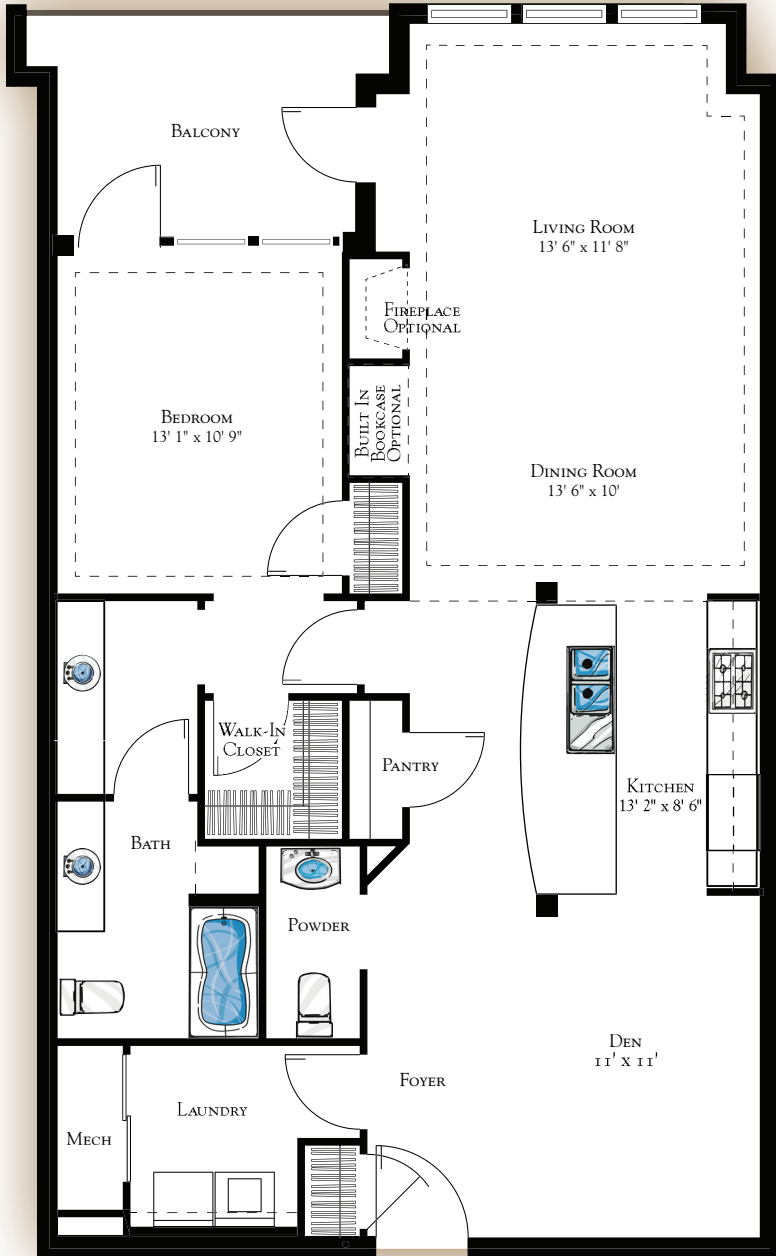 Balcony
Living Room
13' 6" x 11' 8"
Fireplace
Optional
Built In
Bookcase
Optional
Bedroom
13' 1" x 10' 9"
Dining Room
13' 6" x 10'
Walk-In
Closet
Pantry
Kitchen
13' 2" x 8' 6"
Bath
Powder
Den
11' x 11'
Foyer
Laundry
Mech